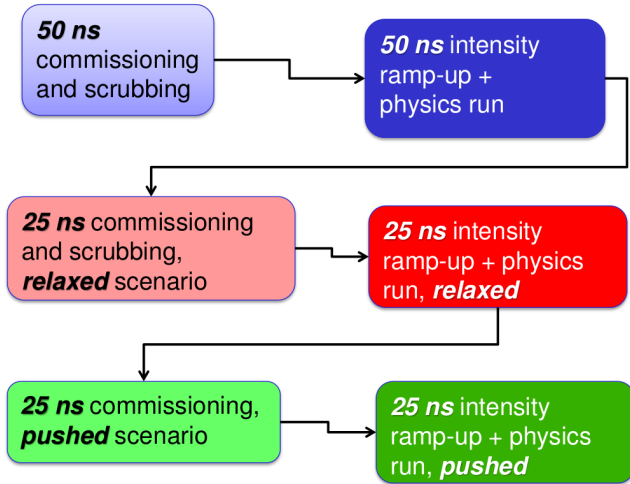 50 ns
commissioning
and scrubbing
50 ns intensity
ramp-up +
physics run
25 ns commissioning
and scrubbing,
relaxed scenario
25 ns intensity
ramp-up + physics
run, relaxed
25 ns commissioning,
pushed scenario
25 ns intensity
ramp-up + physics
run, pushed